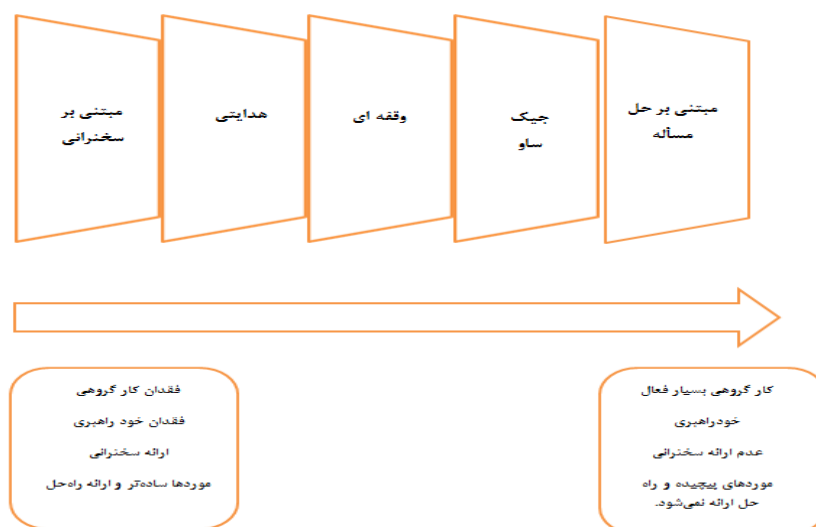 مبتنی بر
سخنرانی
هدایتی
وقفه ای
جیک
ساو
مبتنی بر حل
مسأله
فقدان کار گروهی
فقدان خود راهبری
ارائه سخنرانی
موردها ساده‌تر و ارائه راه‌حل
کار گروهی بسیار فعال
خودراهبری
عدم ارائه سخنرانی
موردهای پیچیده و راه
حل ارائه نمی‌شود.